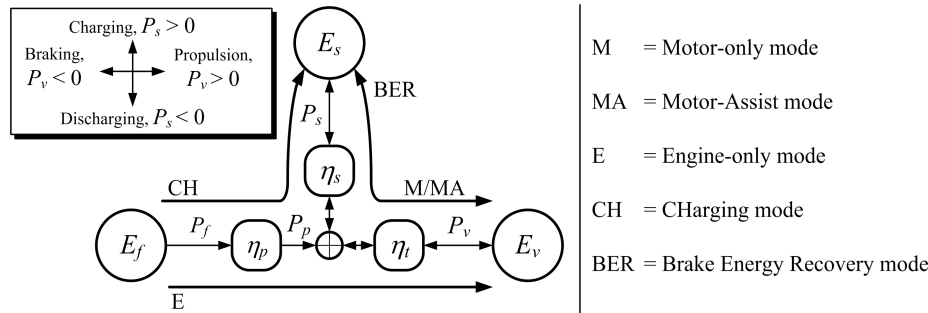 Charging, P_s > 0
Braking, P_v < 0
Propulsion, P_v > 0
Discharging, P_s < 0
E_s
BER
P_s
η_s
CH
M/MA
E_f
P_f
η_p
P_p
η_t
P_v
E_v
E
M = Motor-only mode
MA = Motor-Assist mode
E = Engine-only mode
CH = CHarging mode
BER = Brake Energy Recovery mode